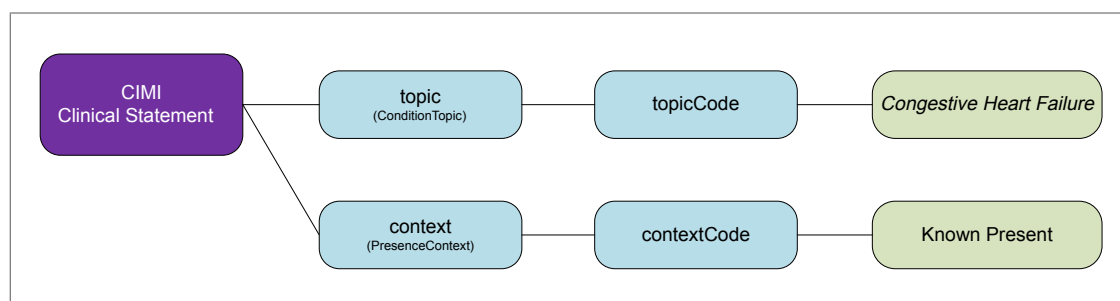 CIMI
Clinical Statement
topic
(ConditionTopic)
topicCode
Congestive Heart Failure
context
(PresenceContext)
contextCode
Known Present